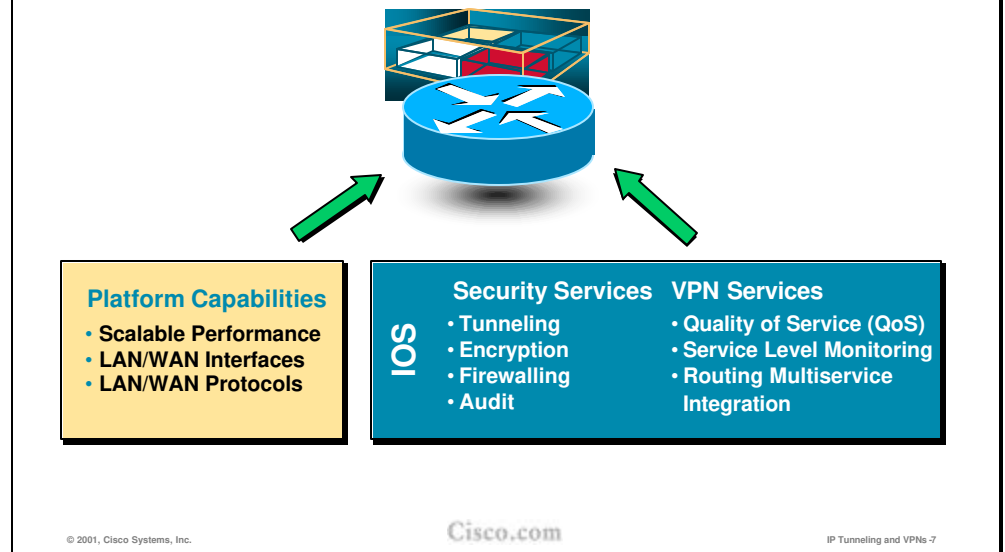 Platform Capabilities
• Scalable Performance
• LAN/WAN Interfaces
• LAN/WAN Protocols
IOS
Security Services
• Tunneling
• Encryption
• Firewalling
• Audit
VPN Services
• Quality of Service (QoS)
• Service Level Monitoring
• Routing Multiservice
Integration
© 2001, Cisco Systems, Inc.
Cisco.com
IP Tunneling and VPNs -7